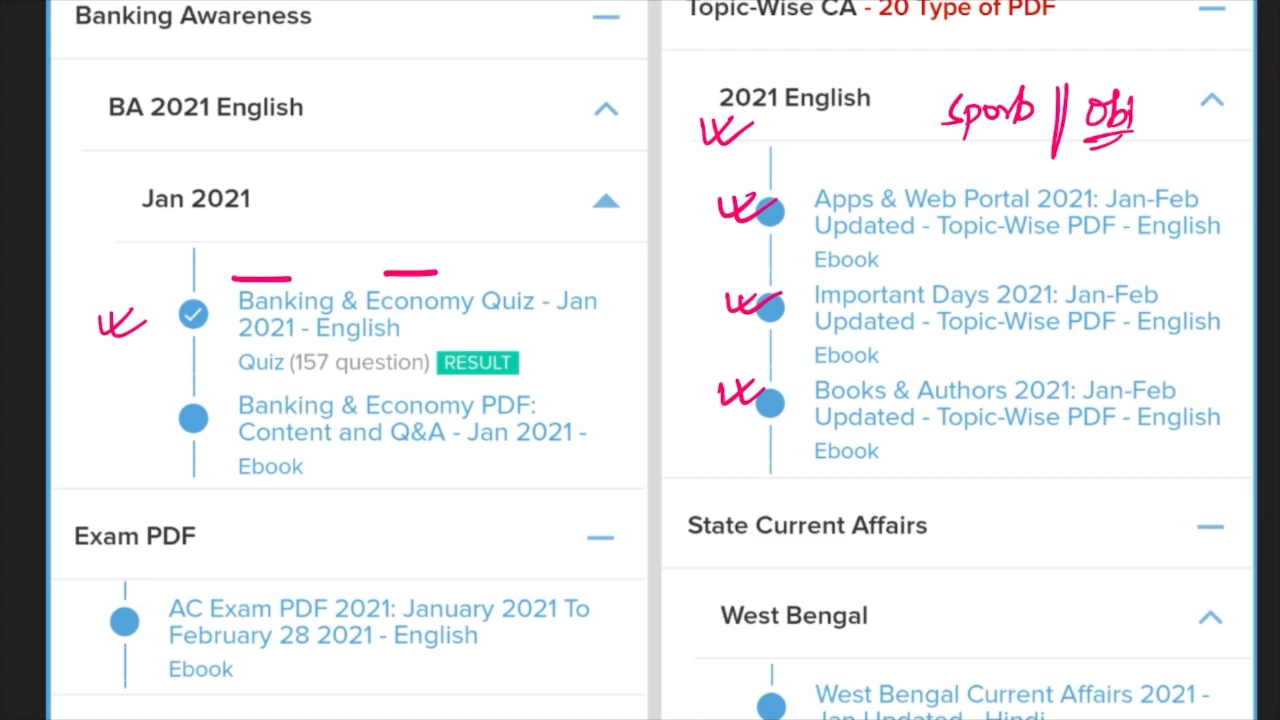 Banking Awareness
BA 2021 English
Jan 2021
Banking & Economy Quiz - Jan
2021 - English
Quiz (157 question) RESULT
Banking & Economy PDF:
Content and Q&A - Jan 2021 -
Ebook
Exam PDF
AC Exam PDF 2021: January 2021 To
February 28 2021 - English
Ebook
Topic-Wise CA - 20 Type of PDF
2021 English
Apps & Web Portal 2021: Jan-Feb
Updated - Topic-Wise PDF - English
Ebook
Important Days 2021: Jan-Feb
Updated - Topic-Wise PDF - English
Ebook
Books & Authors 2021: Jan-Feb
Updated - Topic-Wise PDF - English
Ebook
State Current Affairs
West Bengal
West Bengal Current Affairs 2021 -
Jan Updated - Hindi